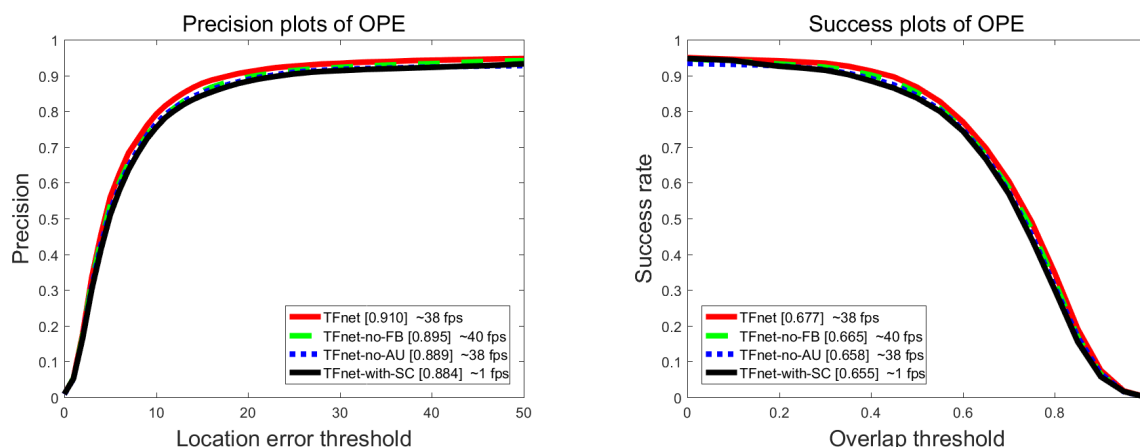 Precision plots of OPE
1
0.9
0.8
0.7
0.6
0.5
0.4
0.3
0.2
0.1
0
Precision
TFnet [0.910] ~38 fps
TFnet-no-FB [0.895] ~40 fps
TFnet-no-AU [0.889] ~38 fps
TFnet-with-SC [0.884] ~1 fps
0 10 20 30 40 50
Location error threshold
Success plots of OPE
1
0.9
0.8
0.7
0.6
0.5
0.4
0.3
0.2
0.1
0
Success rate
TFnet [0.677] ~38 fps
TFnet-no-FB [0.665] ~40 fps
TFnet-no-AU [0.658] ~38 fps
TFnet-with-SC [0.655] ~1 fps
0 0.2 0.4 0.6 0.8
Overlap threshold